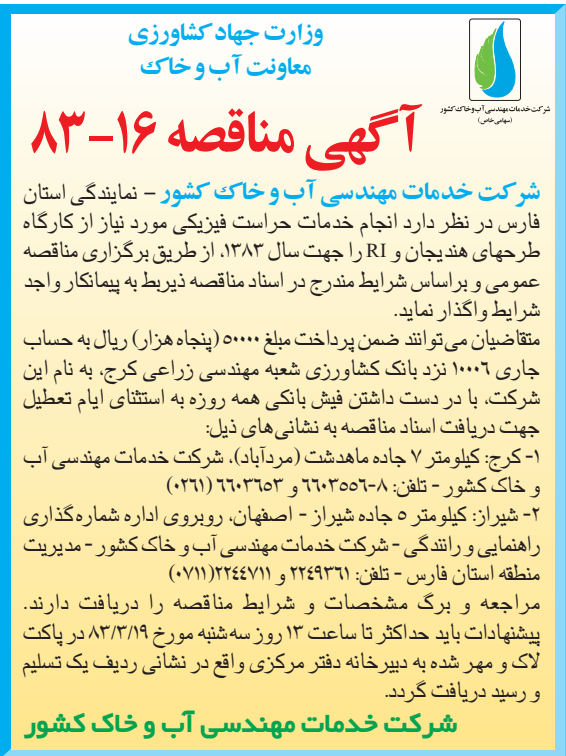 وزارت جهاد کشاورزی
معاونت آب و خاک
شرکت خدمات مهندسی آب و خاک کشور
(سهامی خاص)
آگهی مناقصه ۱۶-۸۳
شرکت خدمات مهندسی آب و خاک کشور - نمایندگی استان
فارس در نظر دارد انجام خدمات حراست فیزیکی مورد نیاز از کارگاه
طرحهای هندیجان و RI را جهت سال ۱۳۸۳، از طریق برگزاری مناقصه
عمومی و براساس شرایط مندرج در اسناد مناقصه ذیربط به پیمانکار واجد
شرایط واگذار نماید.
متقاضیان می‌توانند ضمن پرداخت مبلغ ۵۰۰۰۰ (پنجاه هزار) ریال به حساب
جاری ۱۰۰۰۶ نزد بانک کشاورزی شعبه مهندسی زراعی کرج، به نام این
شرکت، با در دست داشتن فیش بانکی همه روزه به استثنای ایام تعطیل
جهت دریافت اسناد مناقصه به نشانی‌های ذیل:
۱- کرج: کیلومتر ۷ جاده ماهدشت (مردآباد)، شرکت خدمات مهندسی آب
و خاک کشور - تلفن: ۸-۶۶۰۳۵۵۶ و ۶۶۰۳۶۵۳ (۰۲۶۱)
۲- شیراز: کیلومتر ۵ جاده شیراز - اصفهان، روبروی اداره شماره‌گذاری
راهنمایی و رانندگی - شرکت خدمات مهندسی آب و خاک کشور - مدیریت
منطقه استان فارس - تلفن: ۲۲۴۹۳۶۱ و ۲۲۴۴۷۱۱(۰۷۱۱)
مراجعه و برگ مشخصات و شرایط مناقصه را دریافت دارند.
پیشنهادات باید حداکثر تا ساعت ۱۳ روز سه‌شنبه مورخ ۸۳/۳/۱۹ در پاکت
لاک و مهر شده به دبیرخانه دفتر مرکزی واقع در نشانی ردیف یک تسلیم
و رسید دریافت گردد.
شرکت خدمات مهندسی آب و خاک کشور